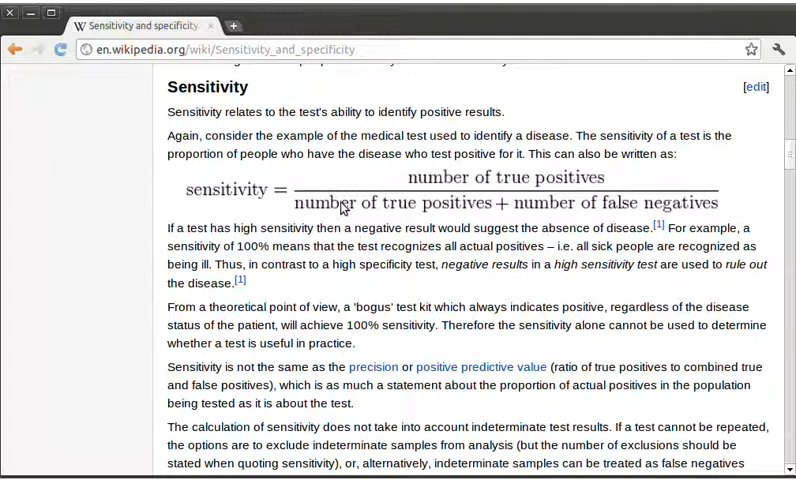 Sensitivity and specificity
en.wikipedia.org/wiki/Sensitivity_and_specificity
Sensitivity [edit]
Sensitivity relates to the test's ability to identify positive results.
Again, consider the example of the medical test used to identify a disease. The sensitivity of a test is the
proportion of people who have the disease who test positive for it. This can also be written as:
number of true positives
sensitivity =
number of true positives + number of false negatives
If a test has high sensitivity then a negative result would suggest the absence of disease.[1] For example, a
sensitivity of 100% means that the test recognizes all actual positives – i.e. all sick people are recognized as
being ill. Thus, in contrast to a high specificity test, negative results in a high sensitivity test are used to rule out
the disease.[1]
From a theoretical point of view, a 'bogus' test kit which always indicates positive, regardless of the disease
status of the patient, will achieve 100% sensitivity. Therefore the sensitivity alone cannot be used to determine
whether a test is useful in practice.
Sensitivity is not the same as the precision or positive predictive value (ratio of true positives to combined true
and false positives), which is as much a statement about the proportion of actual positives in the population
being tested as it is about the test.
The calculation of sensitivity does not take into account indeterminate test results. If a test cannot be repeated,
the options are to exclude indeterminate samples from analysis (but the number of exclusions should be
stated when quoting sensitivity), or, alternatively, indeterminate samples can be treated as false negatives